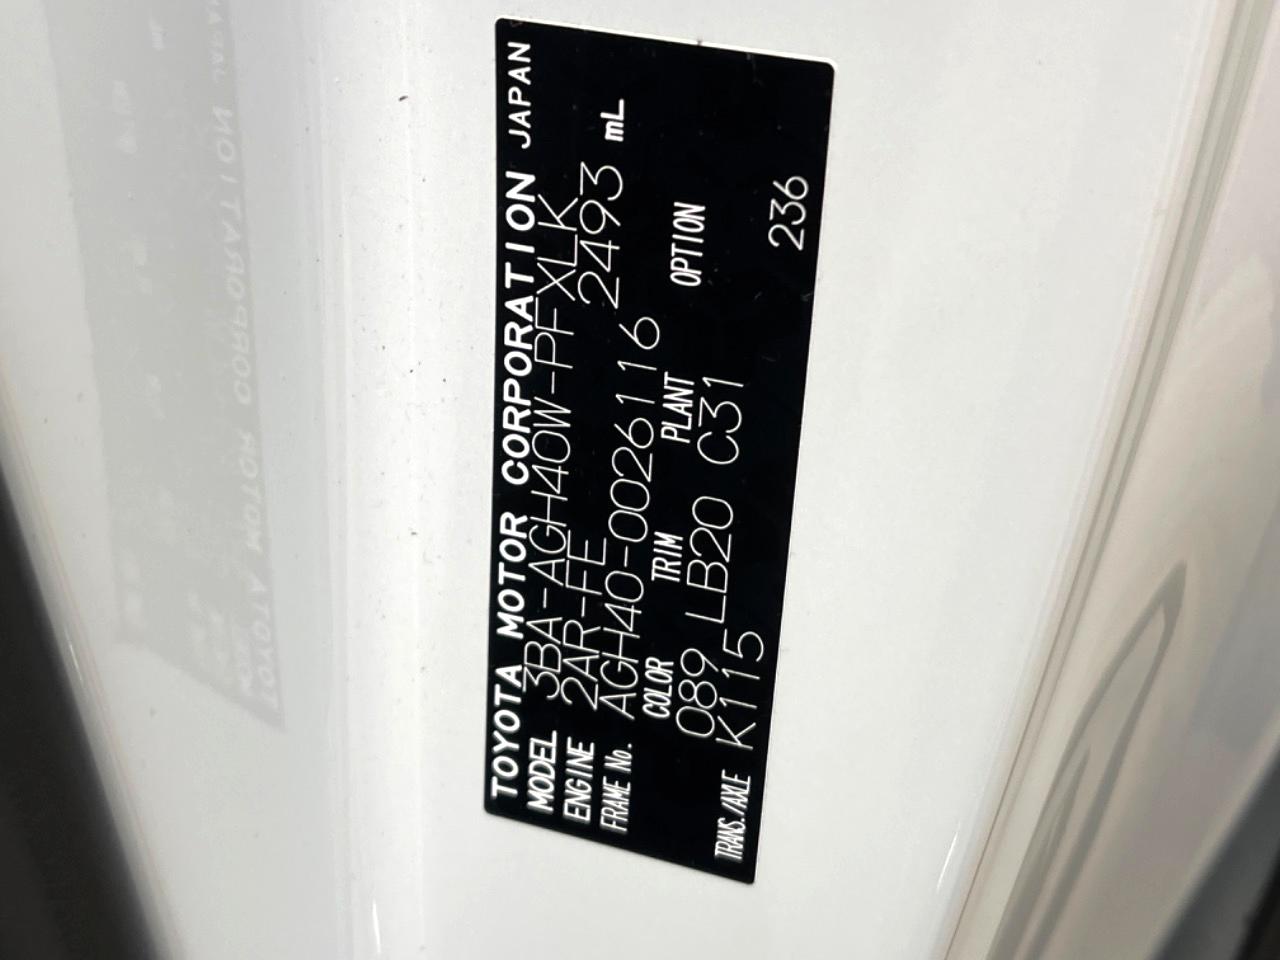 TOYOTA MOTOR CORPORATION JAPAN
MODEL 3BA-AGH40W-PFXLK
ENGINE 2AR-FE 2493 mL
FRAME No. AGH40-0026116
COLOR TRIM PLANT OPTION
089 LB20 C31
TRANS./AXLE K115 236